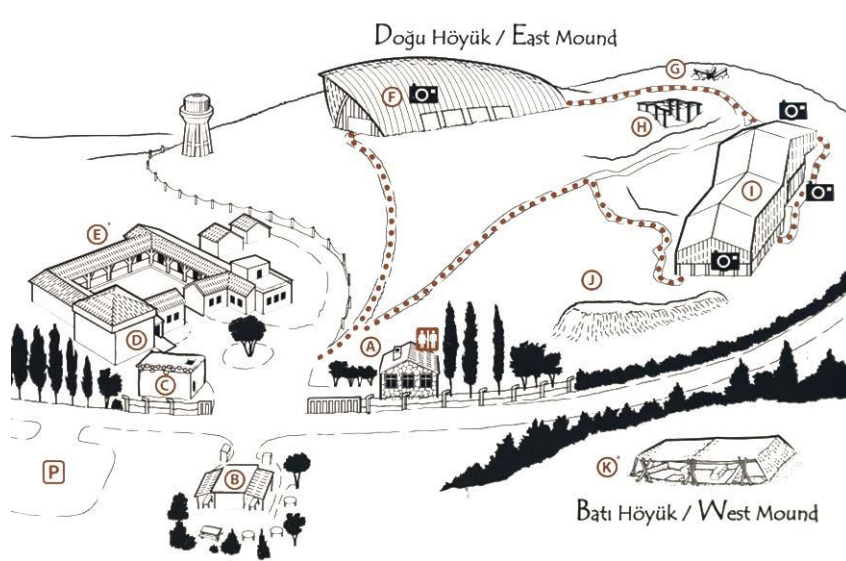 Doğu Höyük / East Mound
G
F
H
I
E*
J
D
A
C
P
B
K*
Batı Höyük / West Mound